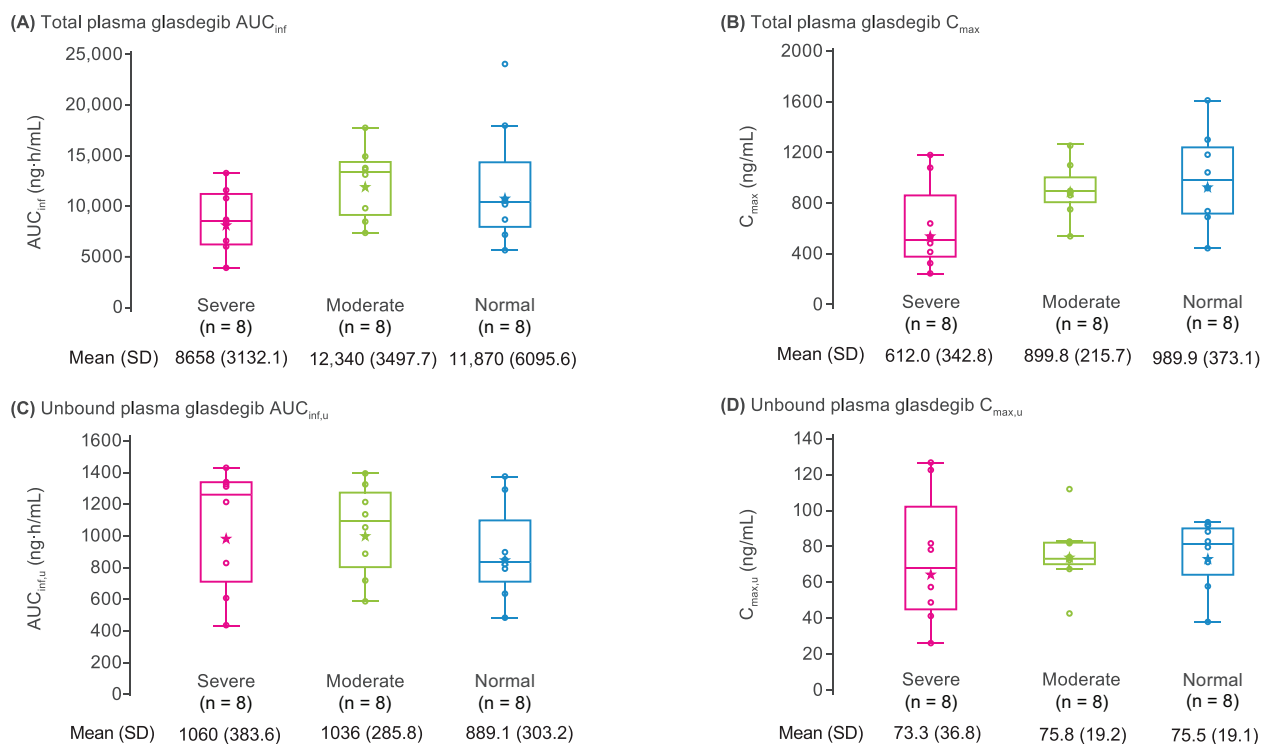 (A) Total plasma glasdegib AUCinf
AUCinf (ng·h/mL)
25,000
20,000
15,000
10,000
5000
0
Severe Moderate Normal
(n = 8) (n = 8) (n = 8)
Mean (SD) 8658 (3132.1) 12,340 (3497.7) 11,870 (6095.6)
(B) Total plasma glasdegib Cmax
Cmax (ng/mL)
2000
1600
1200
800
400
0
Severe Moderate Normal
(n = 8) (n = 8) (n = 8)
Mean (SD) 612.0 (342.8) 899.8 (215.7) 989.9 (373.1)
(C) Unbound plasma glasdegib AUCinf,u
AUCinf,u (ng·h/mL)
1600
1400
1200
1000
800
600
400
200
0
Severe Moderate Normal
(n = 8) (n = 8) (n = 8)
Mean (SD) 1060 (383.6) 1036 (285.8) 889.1 (303.2)
(D) Unbound plasma glasdegib Cmax,u
Cmax,u (ng/mL)
140
120
100
80
60
40
20
0
Severe Moderate Normal
(n = 8) (n = 8) (n = 8)
Mean (SD) 73.3 (36.8) 75.8 (19.2) 75.5 (19.1)